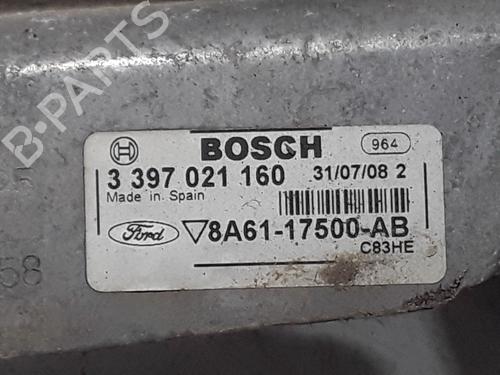 B-PARTS
BOSCH
964
3 397 021 160 31/07/08 2
Made in Spain
Ford 8A61-17500-AB
C83HE
58